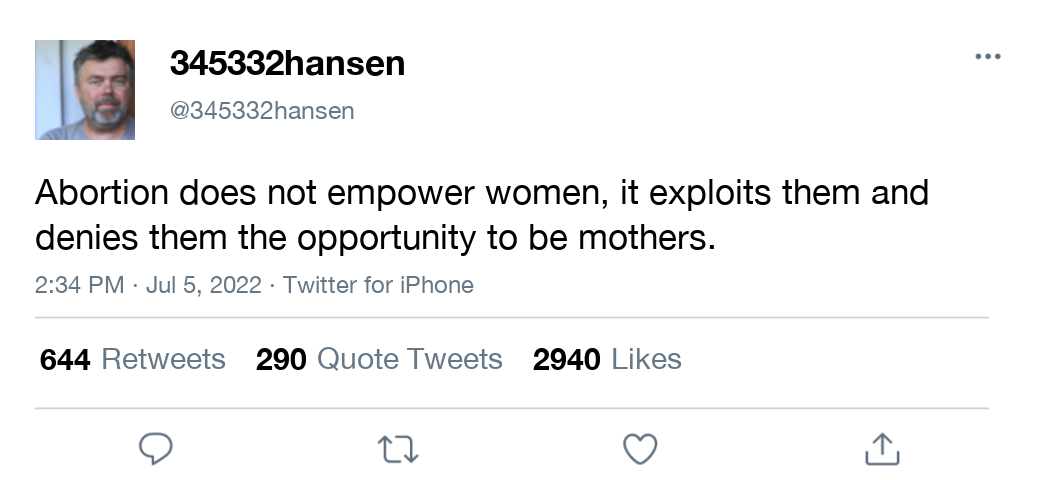 345332hansen
@345332hansen
Abortion does not empower women, it exploits them and
denies them the opportunity to be mothers.
2:34 PM · Jul 5, 2022 · Twitter for iPhone
644 Retweets 290 Quote Tweets 2940 Likes